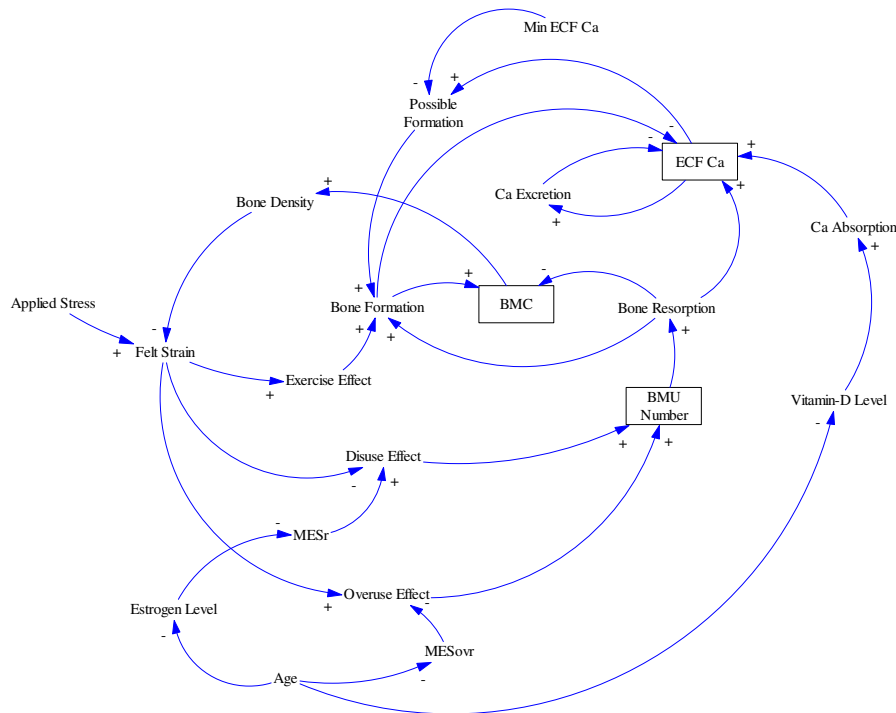 Min ECF Ca
-
+
Possible
Formation
-
-
+
ECF Ca
+
+
Bone Density
Ca Excretion
+
Ca Absorption
+
+
+
-
Applied Stress
Bone Formation
BMC
Bone Resorption
-
+
+
+
+
Felt Strain
+
Exercise Effect
BMU
Number
Vitamin-D Level
-
+
+
Disuse Effect
-
+
-
MESr
Overuse Effect
-
+
Estrogen Level
-
MESovr
Age
-